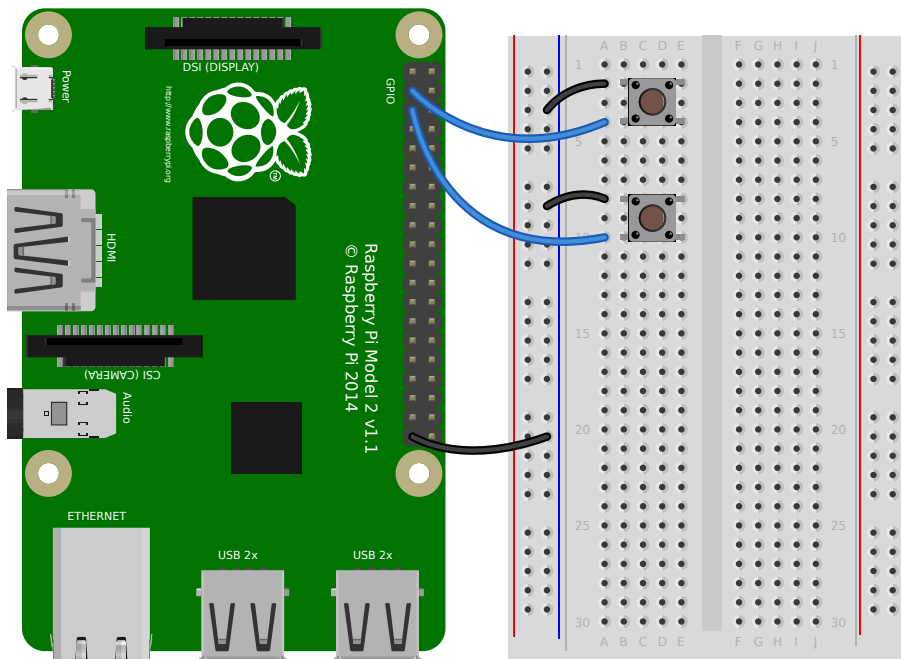 DSI (DISPLAY)
Power
GPIO
http://www.raspberrypi.org
TM
HDMI
Raspberry Pi Model 2 v1.1
© Raspberry Pi 2014
CSI (CAMERA)
Audio
ETHERNET
USB 2x
USB 2x
A B C D E F G H I J
1 1
5 5
10 10
15 15
20 20
25 25
30 30
A B C D E F G H I J